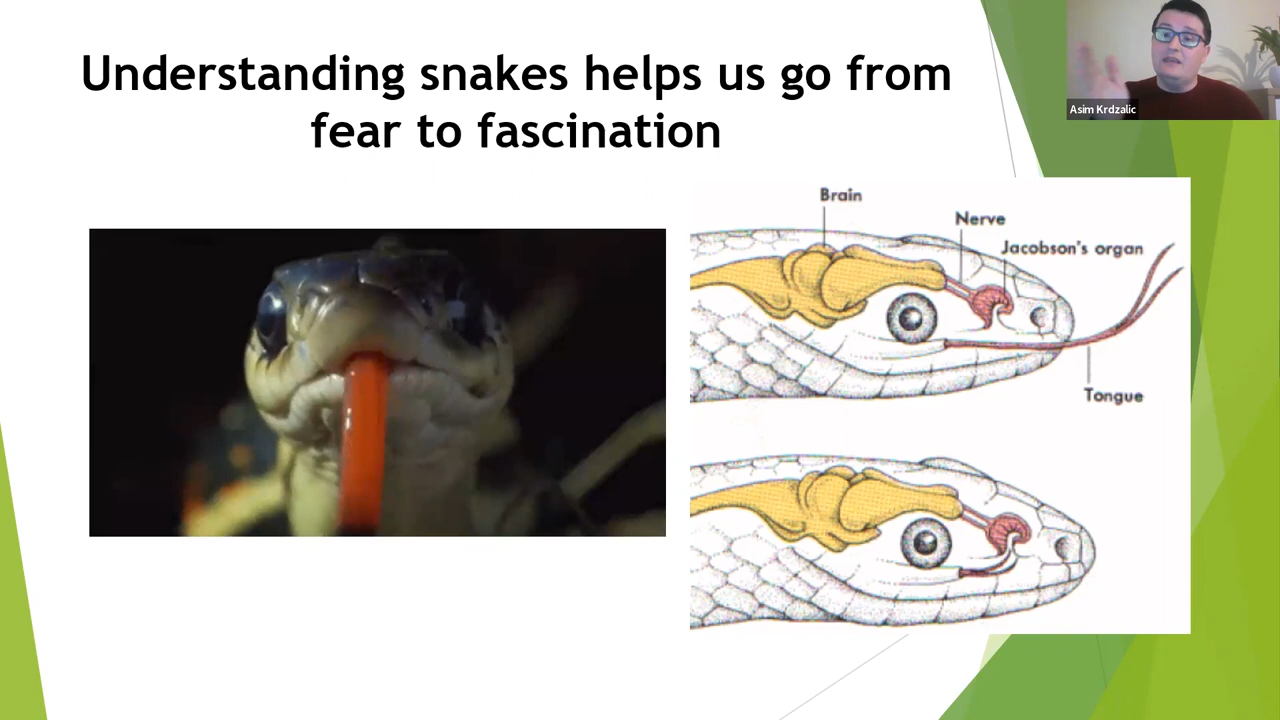 Understanding snakes helps us go from
fear to fascination
Asim Krdzalic
Brain
Nerve
Jacobson's organ
Tongue